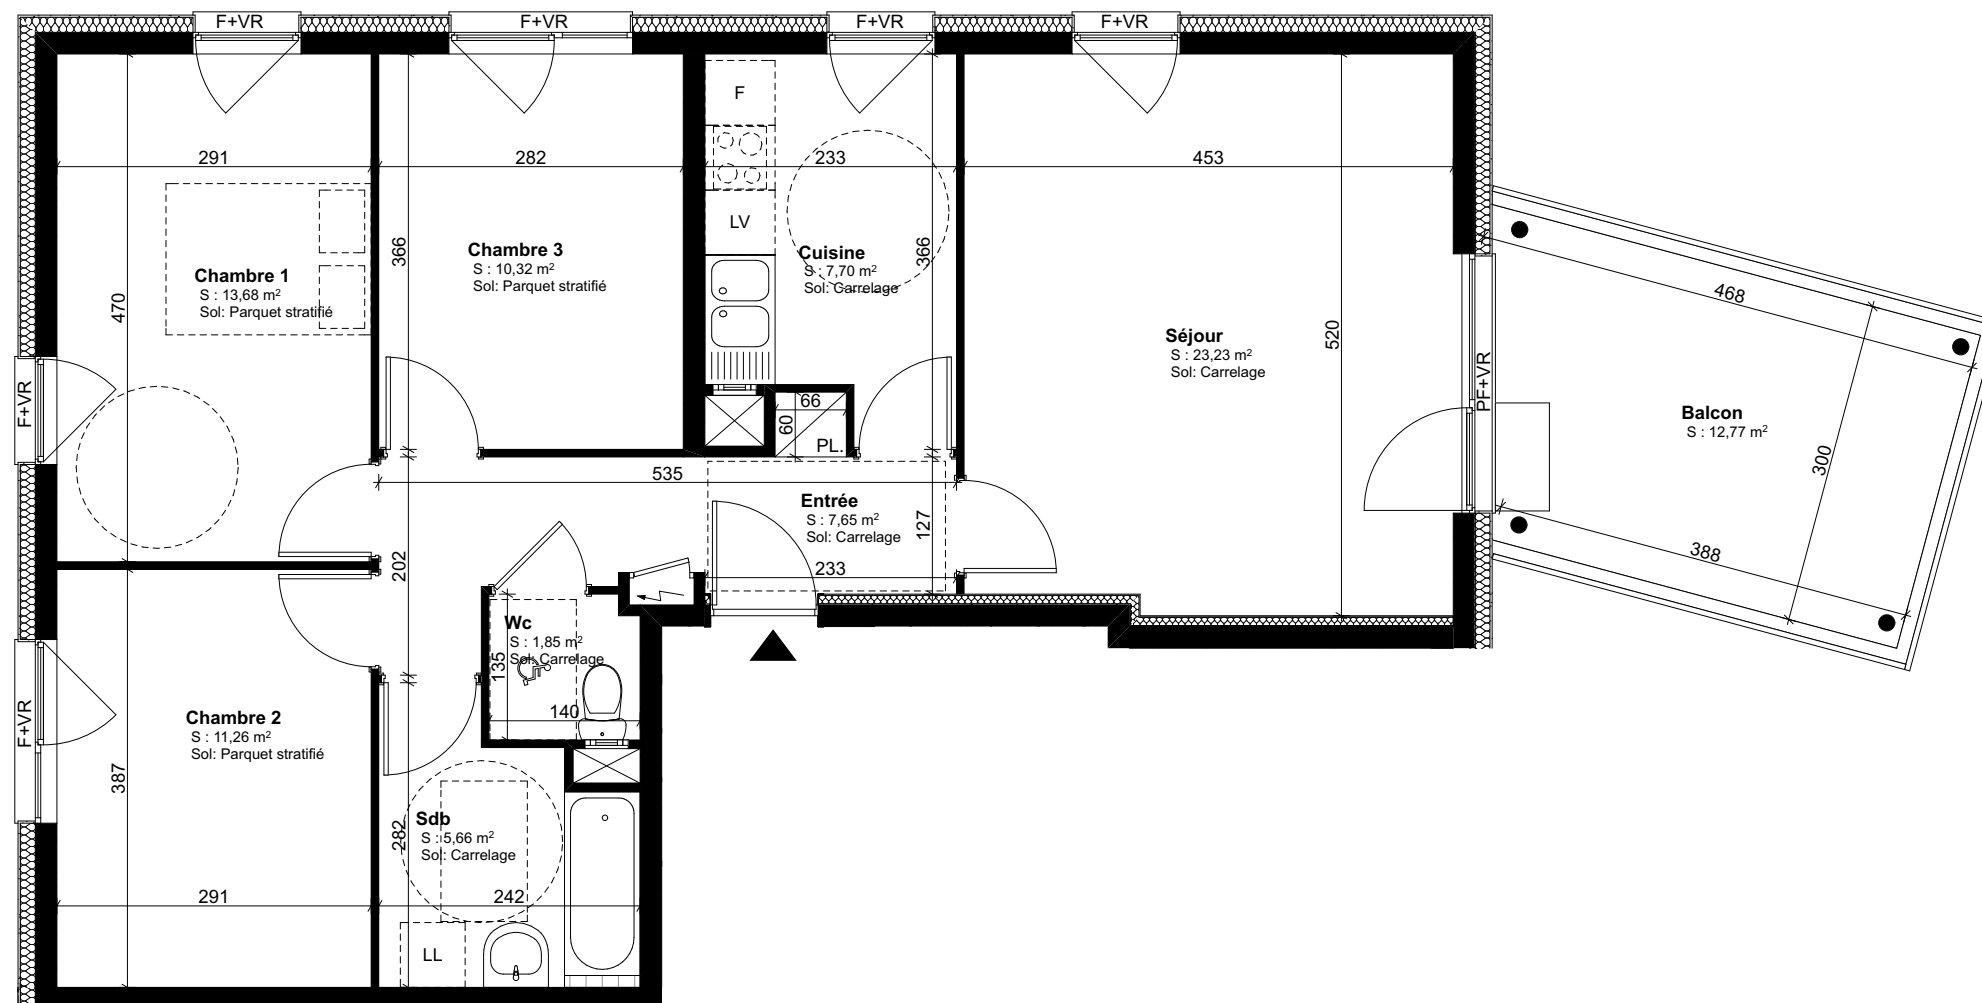 F+VR
F+VR
F+VR
F+VR
F
291
282
233
453
LV
Chambre 1
S : 13,68 m²
Sol: Parquet stratifié
470
366
Chambre 3
S : 10,32 m²
Sol: Parquet stratifié
Cuisine
S : 7,70 m²
Sol: Carrelage
366
Séjour
S : 23,23 m²
Sol: Carrelage
520
468
300
Balcon
S : 12,77 m²
388
PF+VR
F+VR
66
60
PL.
535
Entrée
S : 7,65 m²
Sol: Carrelage
127
233
202
Wc
S : 1,85 m²
Sol: Carrelage
135
140
F+VR
Chambre 2
S : 11,26 m²
Sol: Parquet stratifié
387
291
Sdb
S : 5,66 m²
Sol: Carrelage
282
242
LL